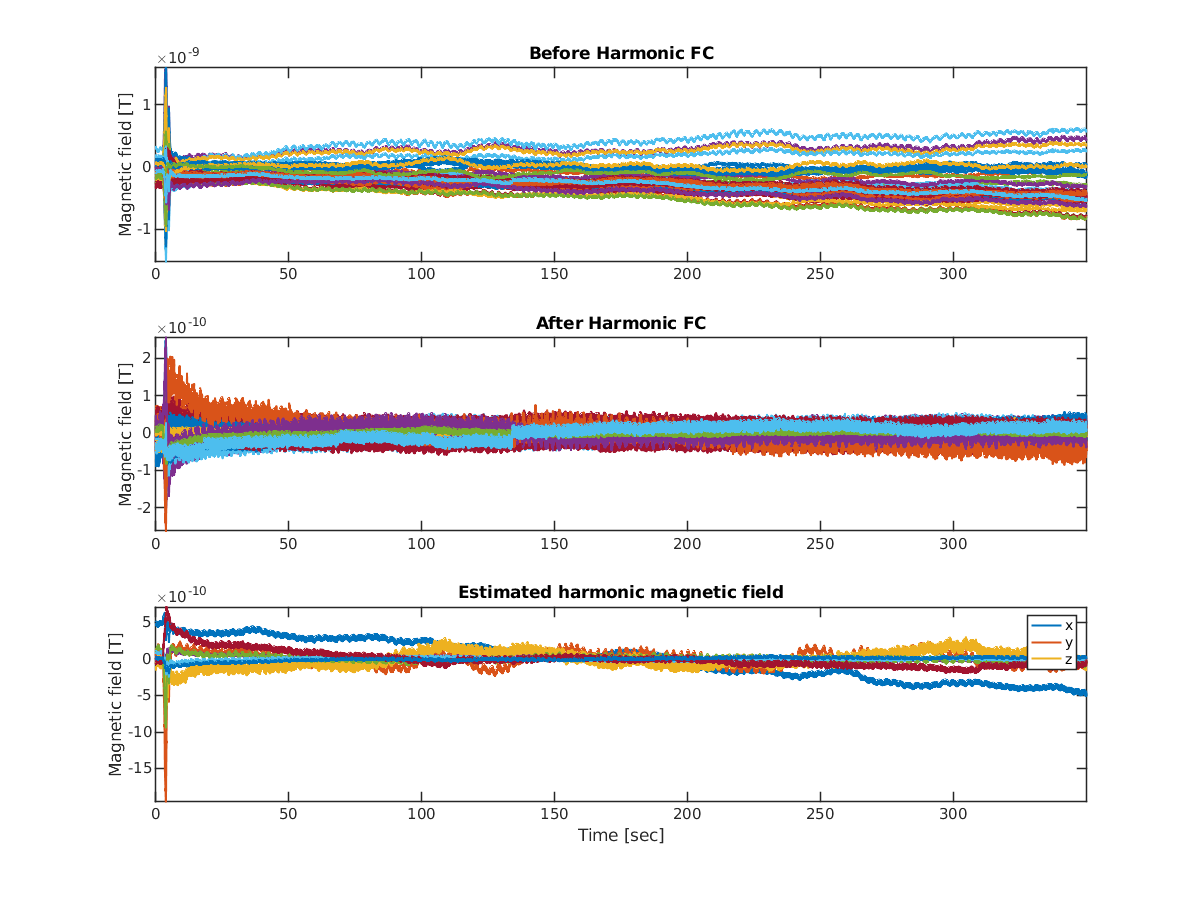 Before Harmonic FC
×10-9
Magnetic field [T]
1
0
-1
0 50 100 150 200 250 300
After Harmonic FC
×10-10
Magnetic field [T]
2
1
0
-1
-2
0 50 100 150 200 250 300
Estimated harmonic magnetic field
×10-10
Magnetic field [T]
5
0
-5
-10
-15
x
y
z
0 50 100 150 200 250 300
Time [sec]